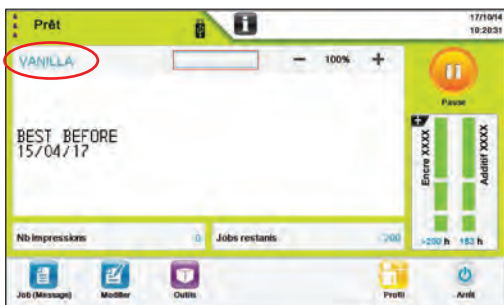 Prêt
17/10/14
10:20:31
VANILLA
— 100% +
Pause
BEST BEFORE
15/04/17
Encre XXXX
Additif XXXX
Nb impressions 0
Jobs restants >200
>200 h 163 h
Job (Message)
Modifier
Outils
Profil
Arrêt